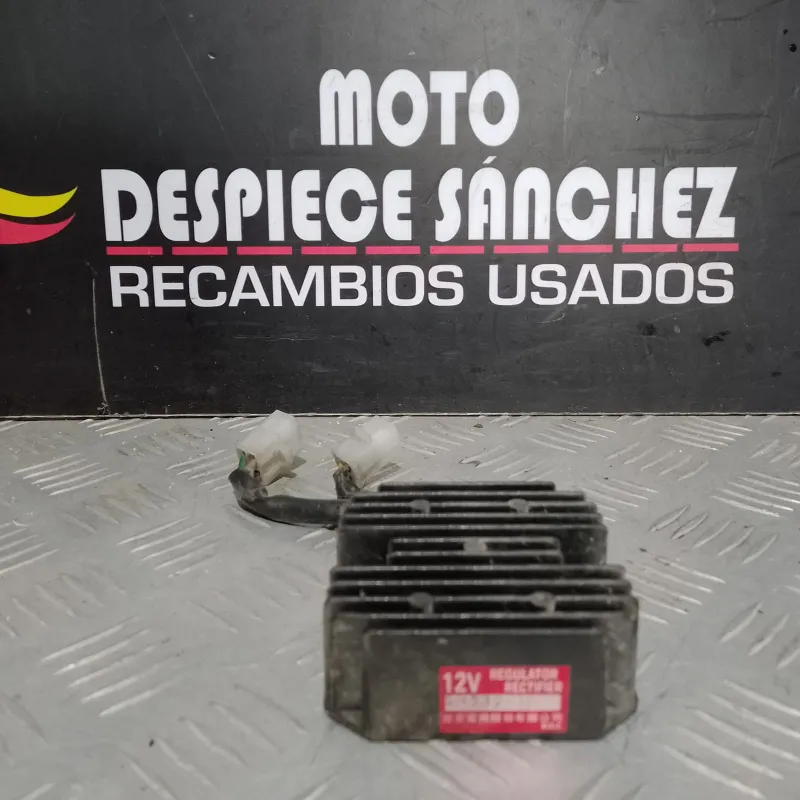 MOTO
DESPIECE SÁNCHEZ
RECAMBIOS USADOS
12V REGULATOR
RECTIFIER